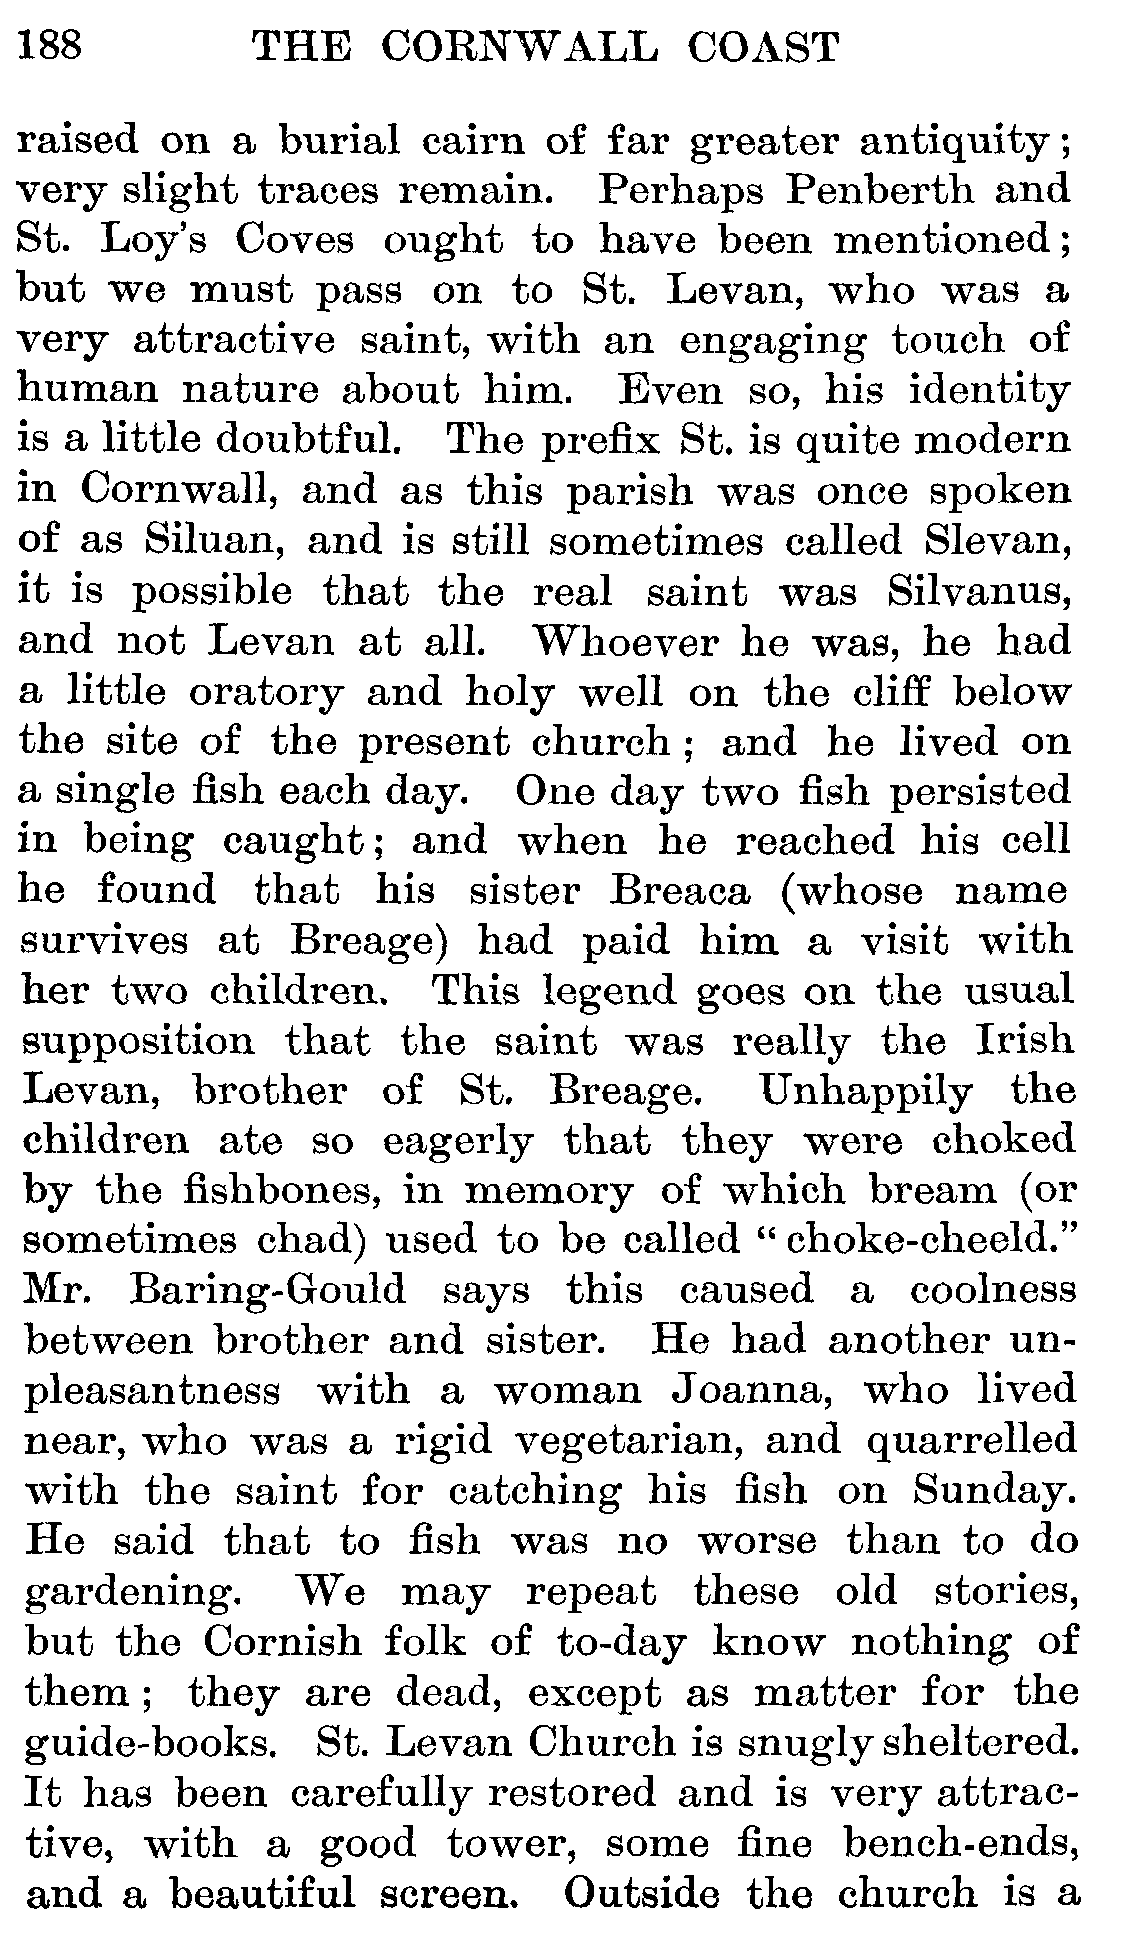 188 THE CORNWALL COAST
raised on a burial cairn of far greater antiquity;
very slight traces remain. Perhaps Penberth and
St. Loy's Coves ought to have been mentioned;
but we must pass on to St. Levan, who was a
very attractive saint, with an engaging touch of
human nature about him. Even so, his identity
is a little doubtful. The prefix St. is quite modern
in Cornwall, and as this parish was once spoken
of as Siluan, and is still sometimes called Slevan,
it is possible that the real saint was Silvanus,
and not Levan at all. Whoever he was, he had
a little oratory and holy well on the cliff below
the site of the present church; and he lived on
a single fish each day. One day two fish persisted
in being caught; and when he reached his cell
he found that his sister Breaca (whose name
survives at Breage) had paid him a visit with
her two children. This legend goes on the usual
supposition that the saint was really the Irish
Levan, brother of St. Breage. Unhappily the
children ate so eagerly that they were choked
by the fishbones, in memory of which bream (or
sometimes chad) used to be called "choke-cheeld."
Mr. Baring-Gould says this caused a coolness
between brother and sister. He had another un-
pleasantness with a woman Joanna, who lived
near, who was a rigid vegetarian, and quarrelled
with the saint for catching his fish on Sunday.
He said that to fish was no worse than to do
gardening. We may repeat these old stories,
but the Cornish folk of to-day know nothing of
them; they are dead, except as matter for the
guide-books. St. Levan Church is snugly sheltered.
It has been carefully restored and is very attrac-
tive, with a good tower, some fine bench-ends,
and a beautiful screen. Outside the church is a